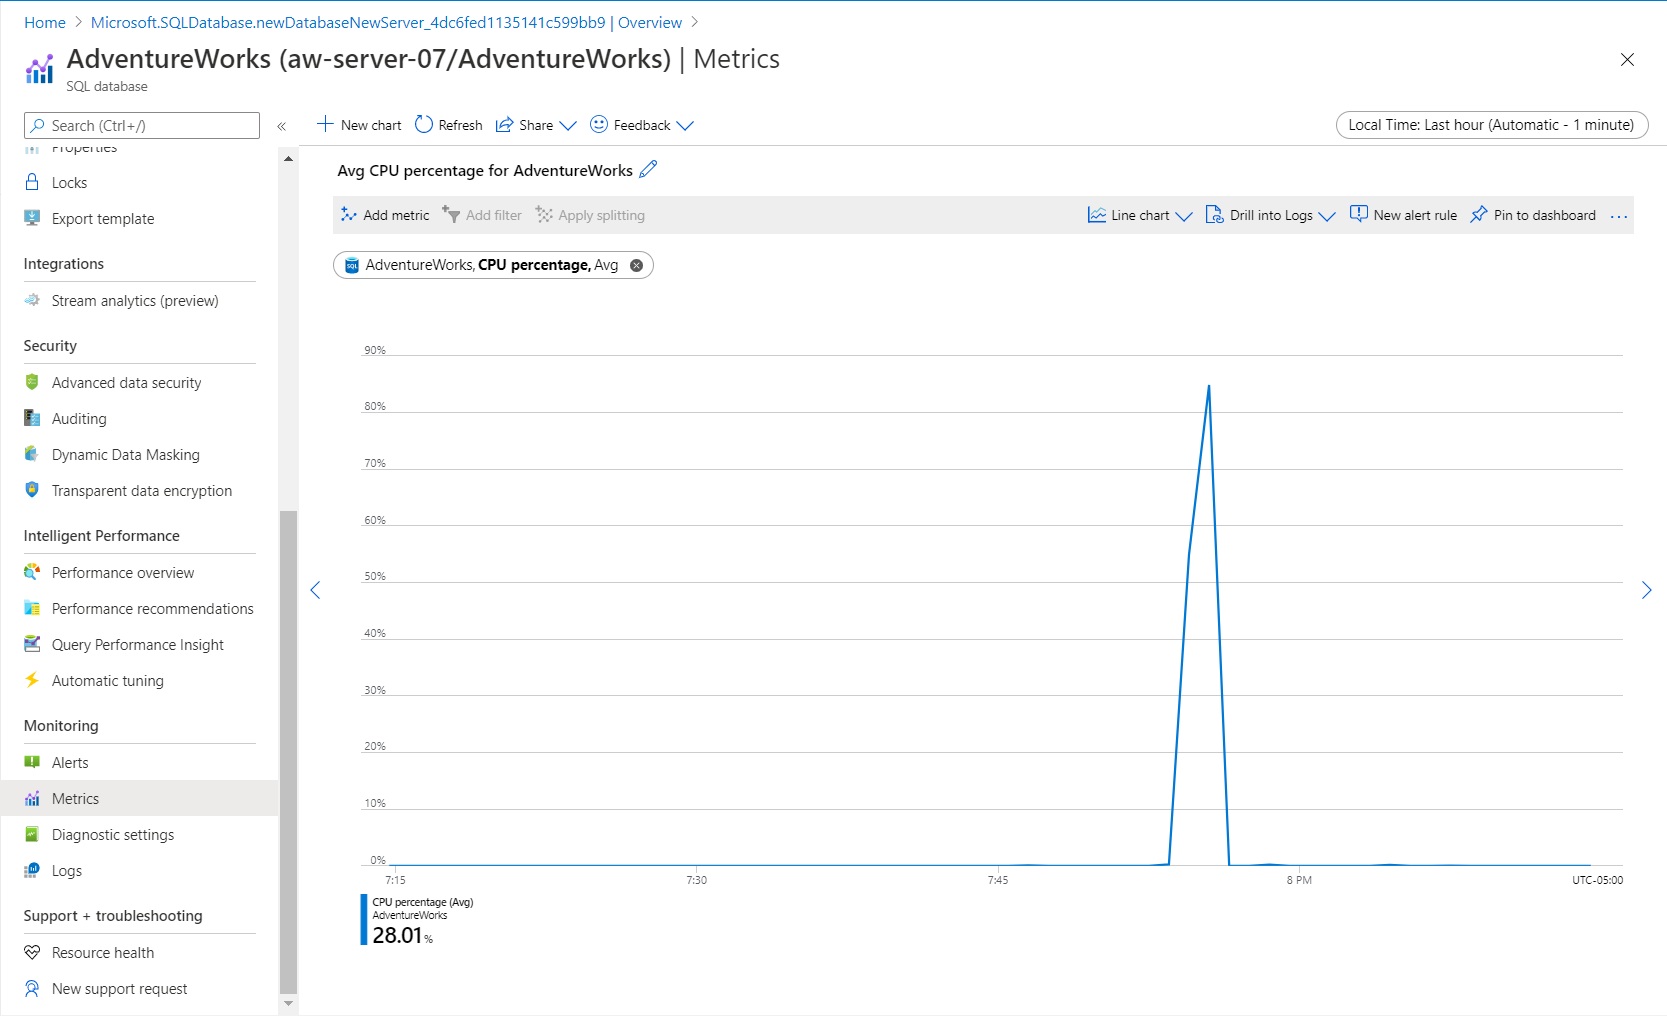 Home > Microsoft.SQLDatabase.newDatabaseNewServer_4dc6fed1135141c599bb9 | Overview >
AdventureWorks (aw-server-07/AdventureWorks) | Metrics
SQL database
Search (Ctrl+/)
«
Properties
Locks
Export template
Integrations
Stream analytics (preview)
Security
Advanced data security
Auditing
Dynamic Data Masking
Transparent data encryption
Intelligent Performance
Performance overview
Performance recommendations
Query Performance Insight
Automatic tuning
Monitoring
Alerts
Metrics
Diagnostic settings
Logs
Support + troubleshooting
Resource health
New support request
New chart Refresh Share Feedback
Local Time: Last hour (Automatic - 1 minute)
Avg CPU percentage for AdventureWorks
Add metric Add filter Apply splitting Line chart Drill into Logs New alert rule Pin to dashboard ...
SQL AdventureWorks, CPU percentage, Avg
90%
80%
70%
60%
50%
40%
30%
20%
10%
0%
7:15 7:30 7:45 8 PM UTC-05:00
CPU percentage (Avg)
AdventureWorks
28.01 %